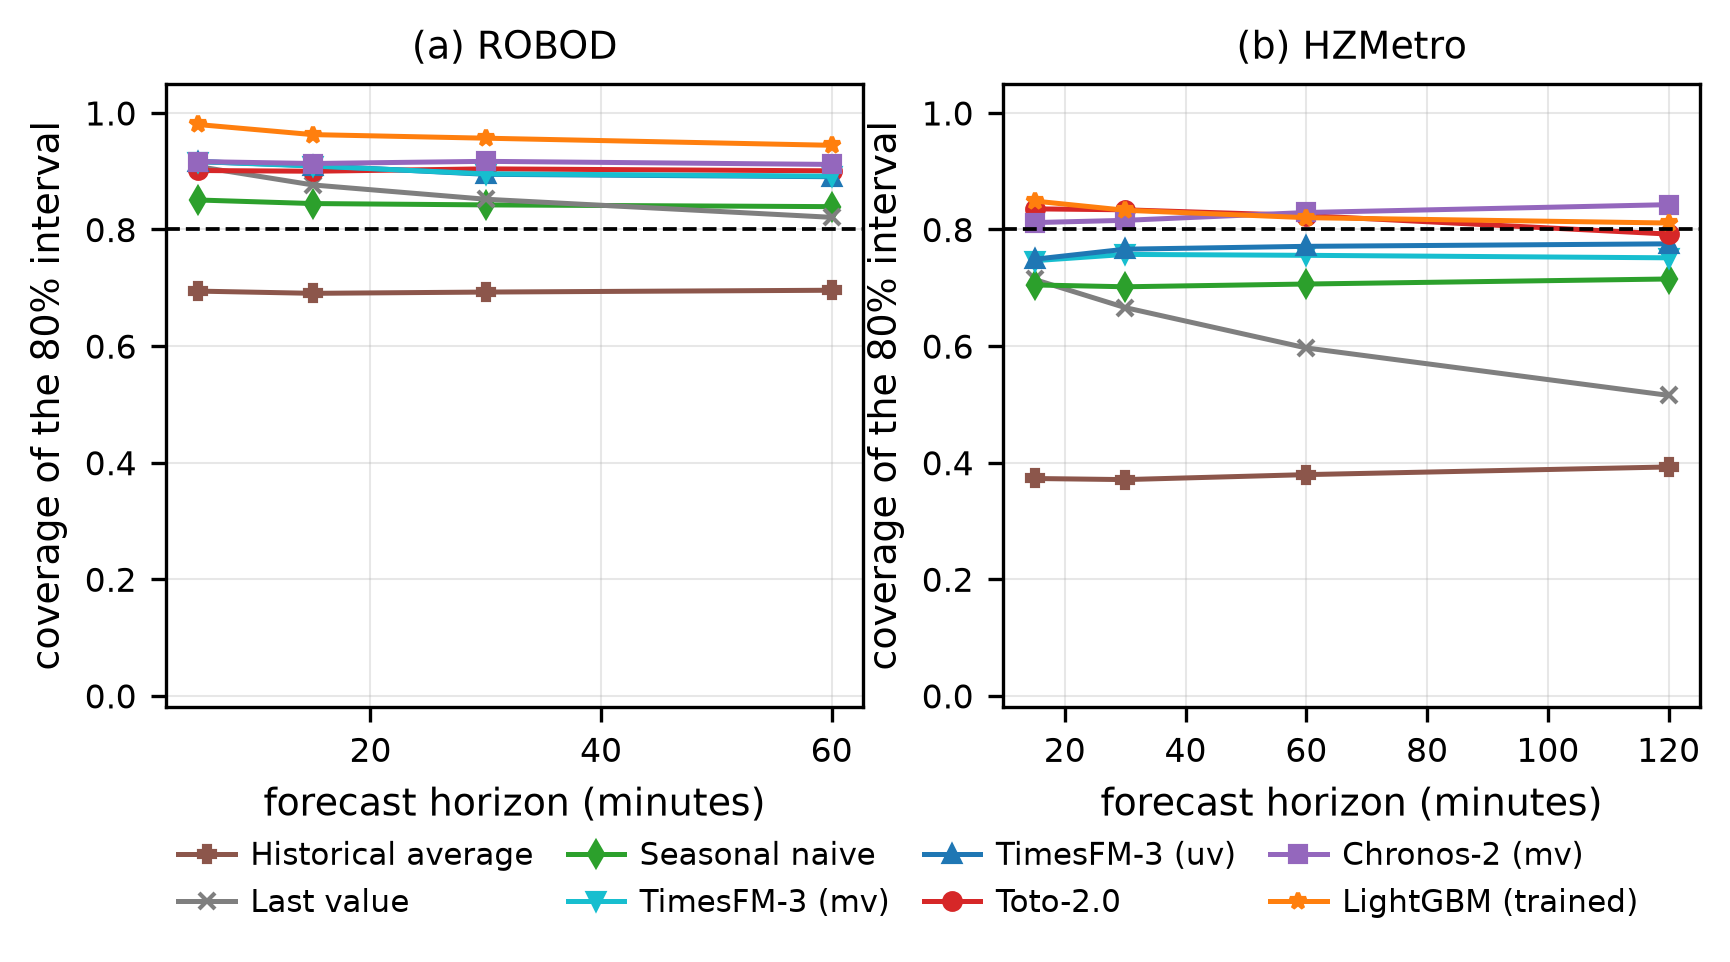 (a) ROBOD
(b) HZMetro
coverage of the 80% interval
1.0
0.8
0.6
0.4
0.2
0.0
20 40 60
forecast horizon (minutes)
coverage of the 80% interval
1.0
0.8
0.6
0.4
0.2
0.0
20 40 60 80 100 120
forecast horizon (minutes)
Historical average Seasonal naive TimesFM-3 (uv) Chronos-2 (mv)
Last value TimesFM-3 (mv) Toto-2.0 LightGBM (trained)